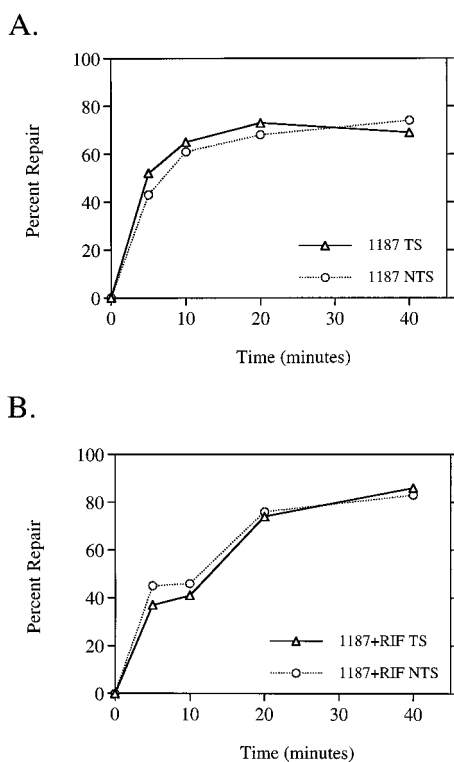 A.
100
80
60
40
20
0
Percent Repair
1187 TS
1187 NTS
0 10 20 30 40
Time (minutes)
B.
100
80
60
40
20
0
Percent Repair
1187+RIF TS
1187+RIF NTS
0 10 20 30 40
Time (minutes)